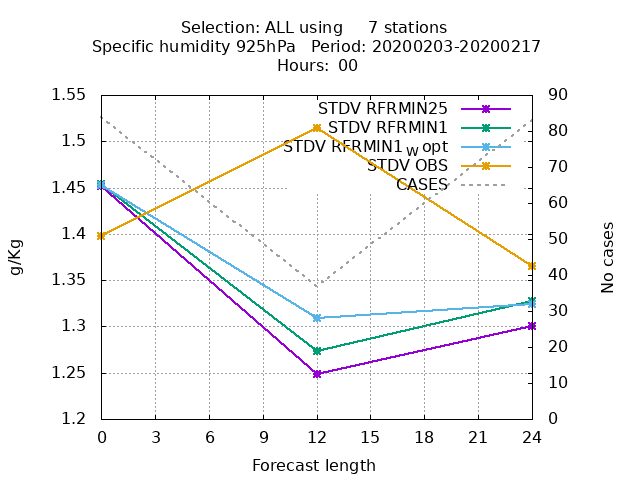 Selection: ALL using 7 stations
Specific humidity 925hPa Period: 20200203-20200217
Hours: 00
STDV RFRMIN25
STDV RFRMIN1
STDV RFRMIN1_W opt
STDV OBS
CASES
1.55
1.5
1.45
1.4
1.35
1.3
1.25
1.2
g/Kg
90
80
70
60
50
40
30
20
10
0
No cases
0 3 6 9 12 15 18 21 24
Forecast length